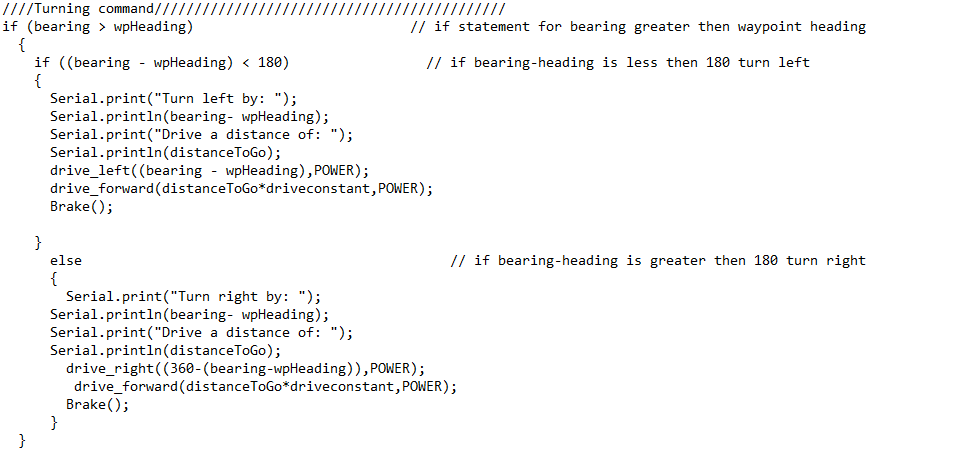 ////Turning command////////////////////////////////////////////
if (bearing > wpHeading)                           // if statement for bearing greater then waypoint heading
  {
    if ((bearing - wpHeading) < 180)                 // if bearing-heading is less then 180 turn left
    {
      Serial.print("Turn left by: ");
      Serial.println(bearing- wpHeading);
      Serial.print("Drive a distance of: ");
      Serial.println(distanceToGo);
      drive_left((bearing - wpHeading),POWER);
      drive_forward(distanceToGo*driveconstant,POWER);
      Brake();

    }
      else                                              // if bearing-heading is greater then 180 turn right
      {
        Serial.print("Turn right by: ");
      Serial.println(bearing- wpHeading);
      Serial.print("Drive a distance of: ");
      Serial.println(distanceToGo);
        drive_right((360-(bearing-wpHeading)),POWER);
         drive_forward(distanceToGo*driveconstant,POWER);
        Brake();
      }
  }